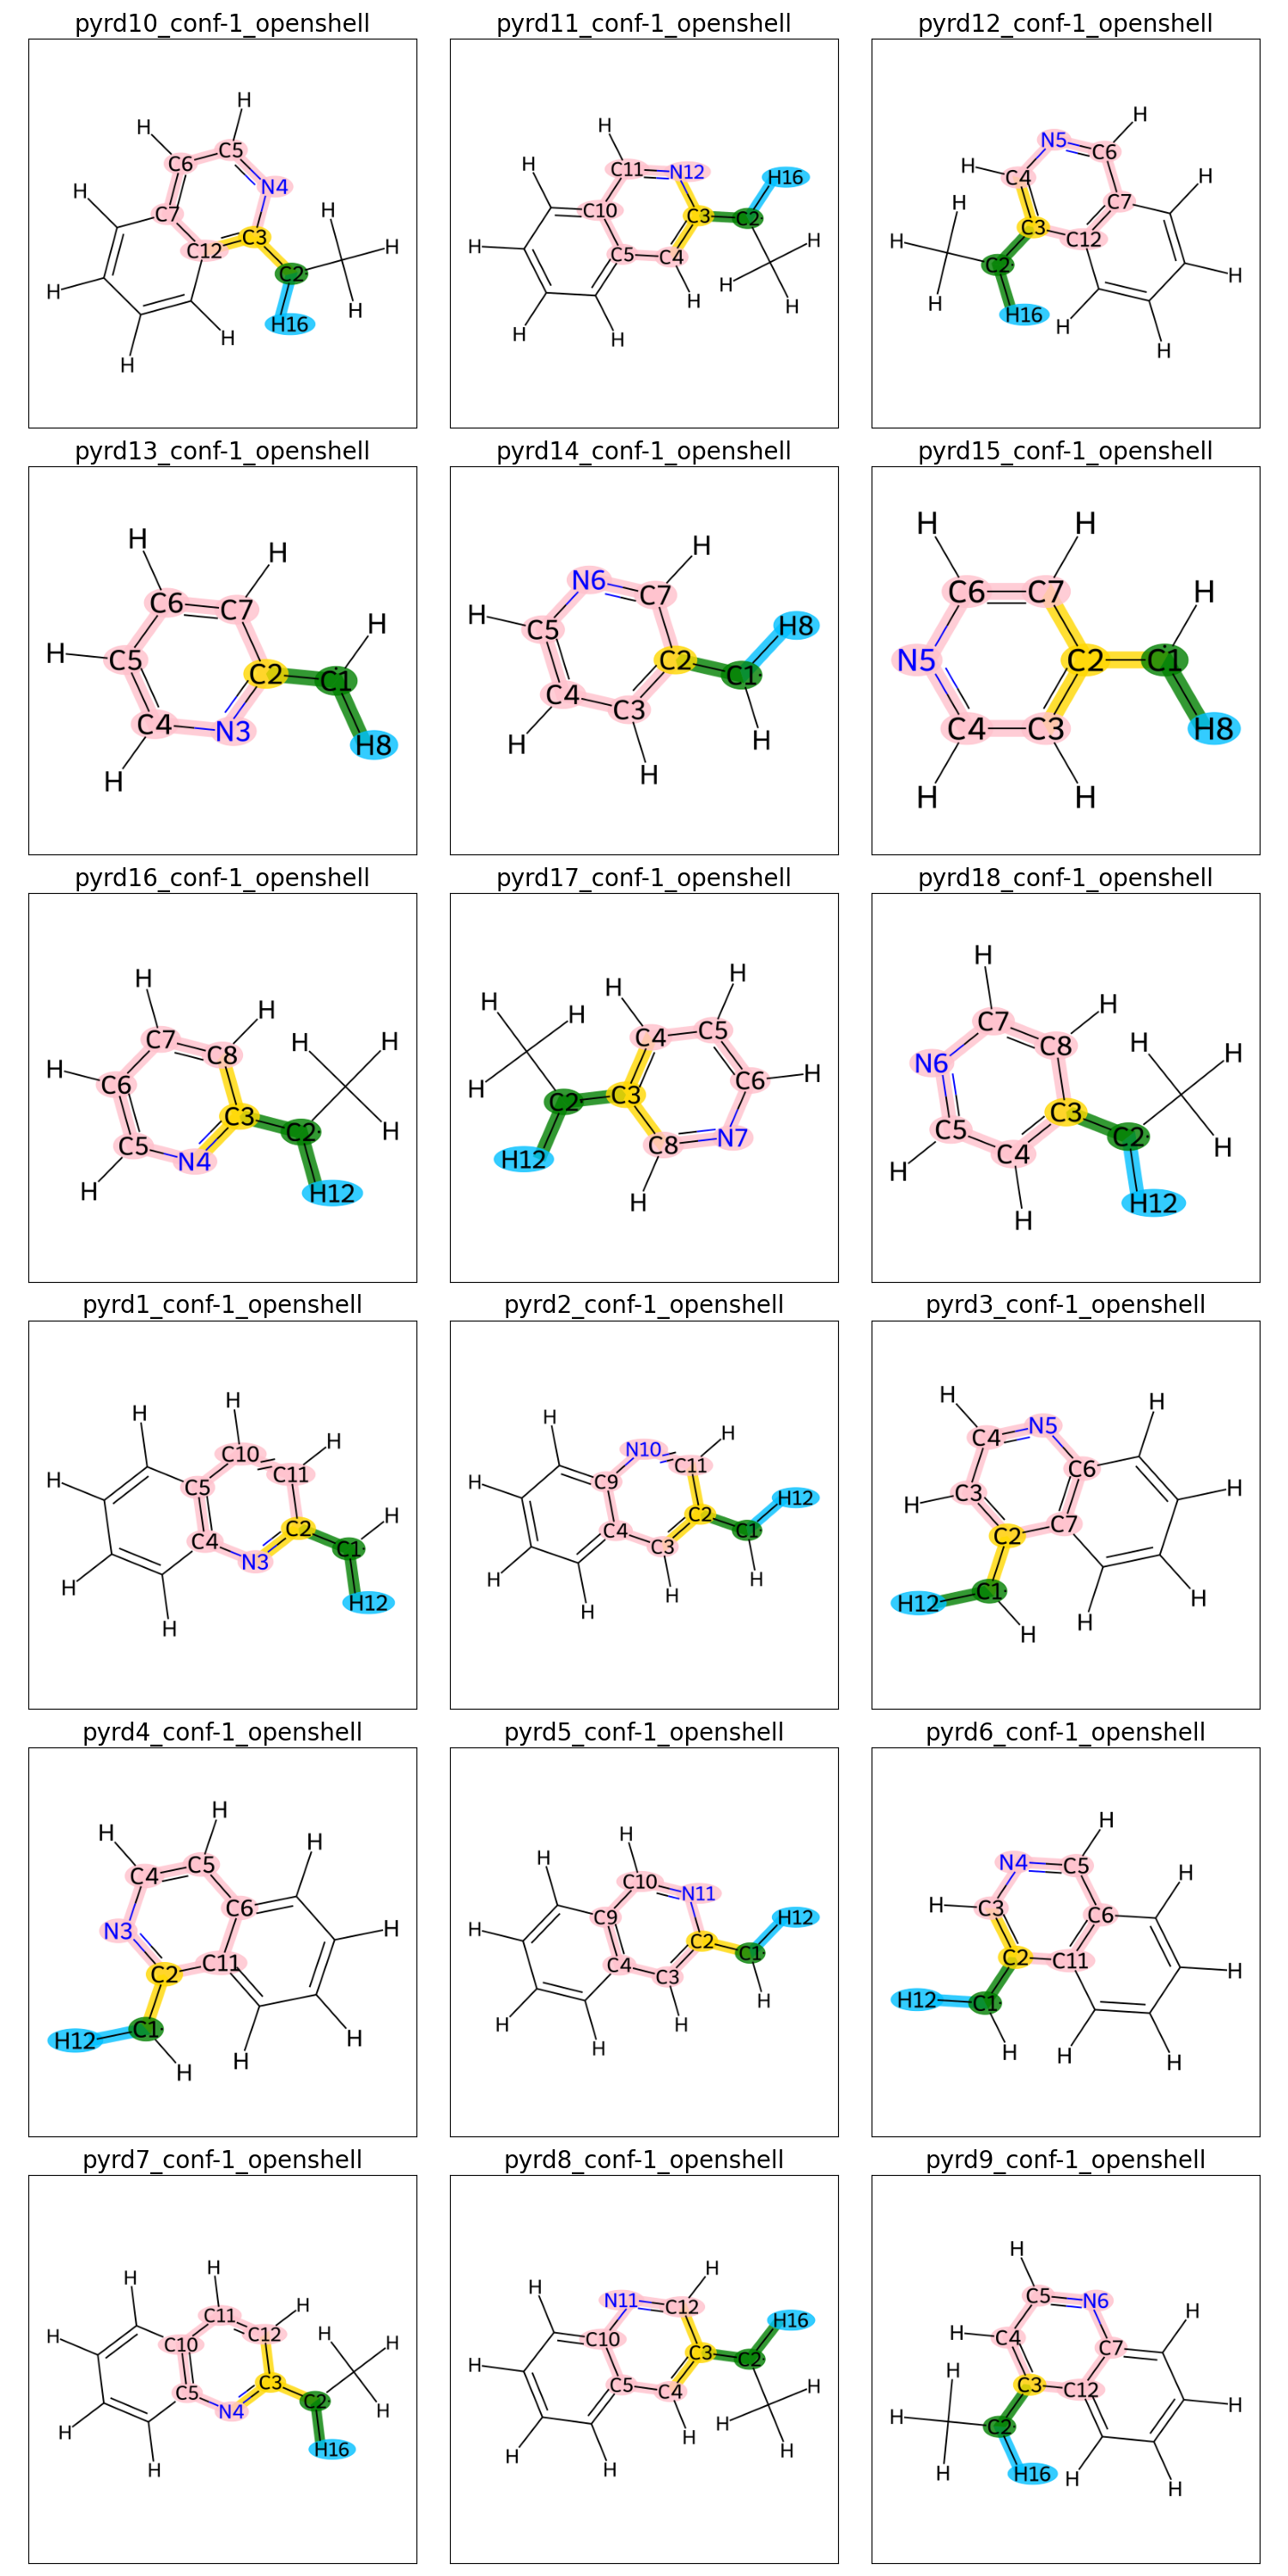 pyrd10_conf-1_openshell pyrd11_conf-1_openshell pyrd12_conf-1_openshell
H H C5 C6 N4 H H H C7 C12 C3 C2 H H16 H H H
H H C11 N12 H16 C10 C3 C2 H H C5 C4 H H H H H
N5 H C6 H C4 H C7 H C3 C12 H C2 H H H16 H H
pyrd13_conf-1_openshell pyrd14_conf-1_openshell pyrd15_conf-1_openshell
H H C6 C7 H H C5 C2 C1 C4 N3 H8 H
H N6 C7 H H8 C5 C2 C1 C4 C3 H H H
H H C6 C7 H N5 C2 C1 C4 C3 H8 H H
pyrd16_conf-1_openshell pyrd17_conf-1_openshell pyrd18_conf-1_openshell
H H C7 C8 H H H C6 C3 C2 H C5 N4 H H12
H H H H C4 C5 H C6 H C2 C3 C8 N7 H12 H
H H C7 C8 H H N6 C3 C2 H C5 C4 H H12 H
pyrd1_conf-1_openshell pyrd2_conf-1_openshell pyrd3_conf-1_openshell
H H H C10 C11 H C5 H C2 C4 C1 N3 H H12 H
H H N10 C11 H C9 H12 C2 C4 C1 C3 H H H H
H H N5 C4 C6 C3 H H C7 C2 C1 H12 H H H
pyrd4_conf-1_openshell pyrd5_conf-1_openshell pyrd6_conf-1_openshell
H H H C5 C4 C6 N3 H C11 C2 C1 H12 H H H
H H C10 N11 C9 H12 H C2 C1 C4 C3 H H H H
H N4 C5 H H C3 C6 C2 C11 H H12 C1 H H H
pyrd7_conf-1_openshell pyrd8_conf-1_openshell pyrd9_conf-1_openshell
H H H C11 C12 H H H C10 C3 C5 C2 N4 H H H16 H
H H N11 C12 H16 C10 C3 C2 H C5 C4 H H H H H
H C5 N6 H H C4 C7 H C3 C12 H H C2 H H16 H H